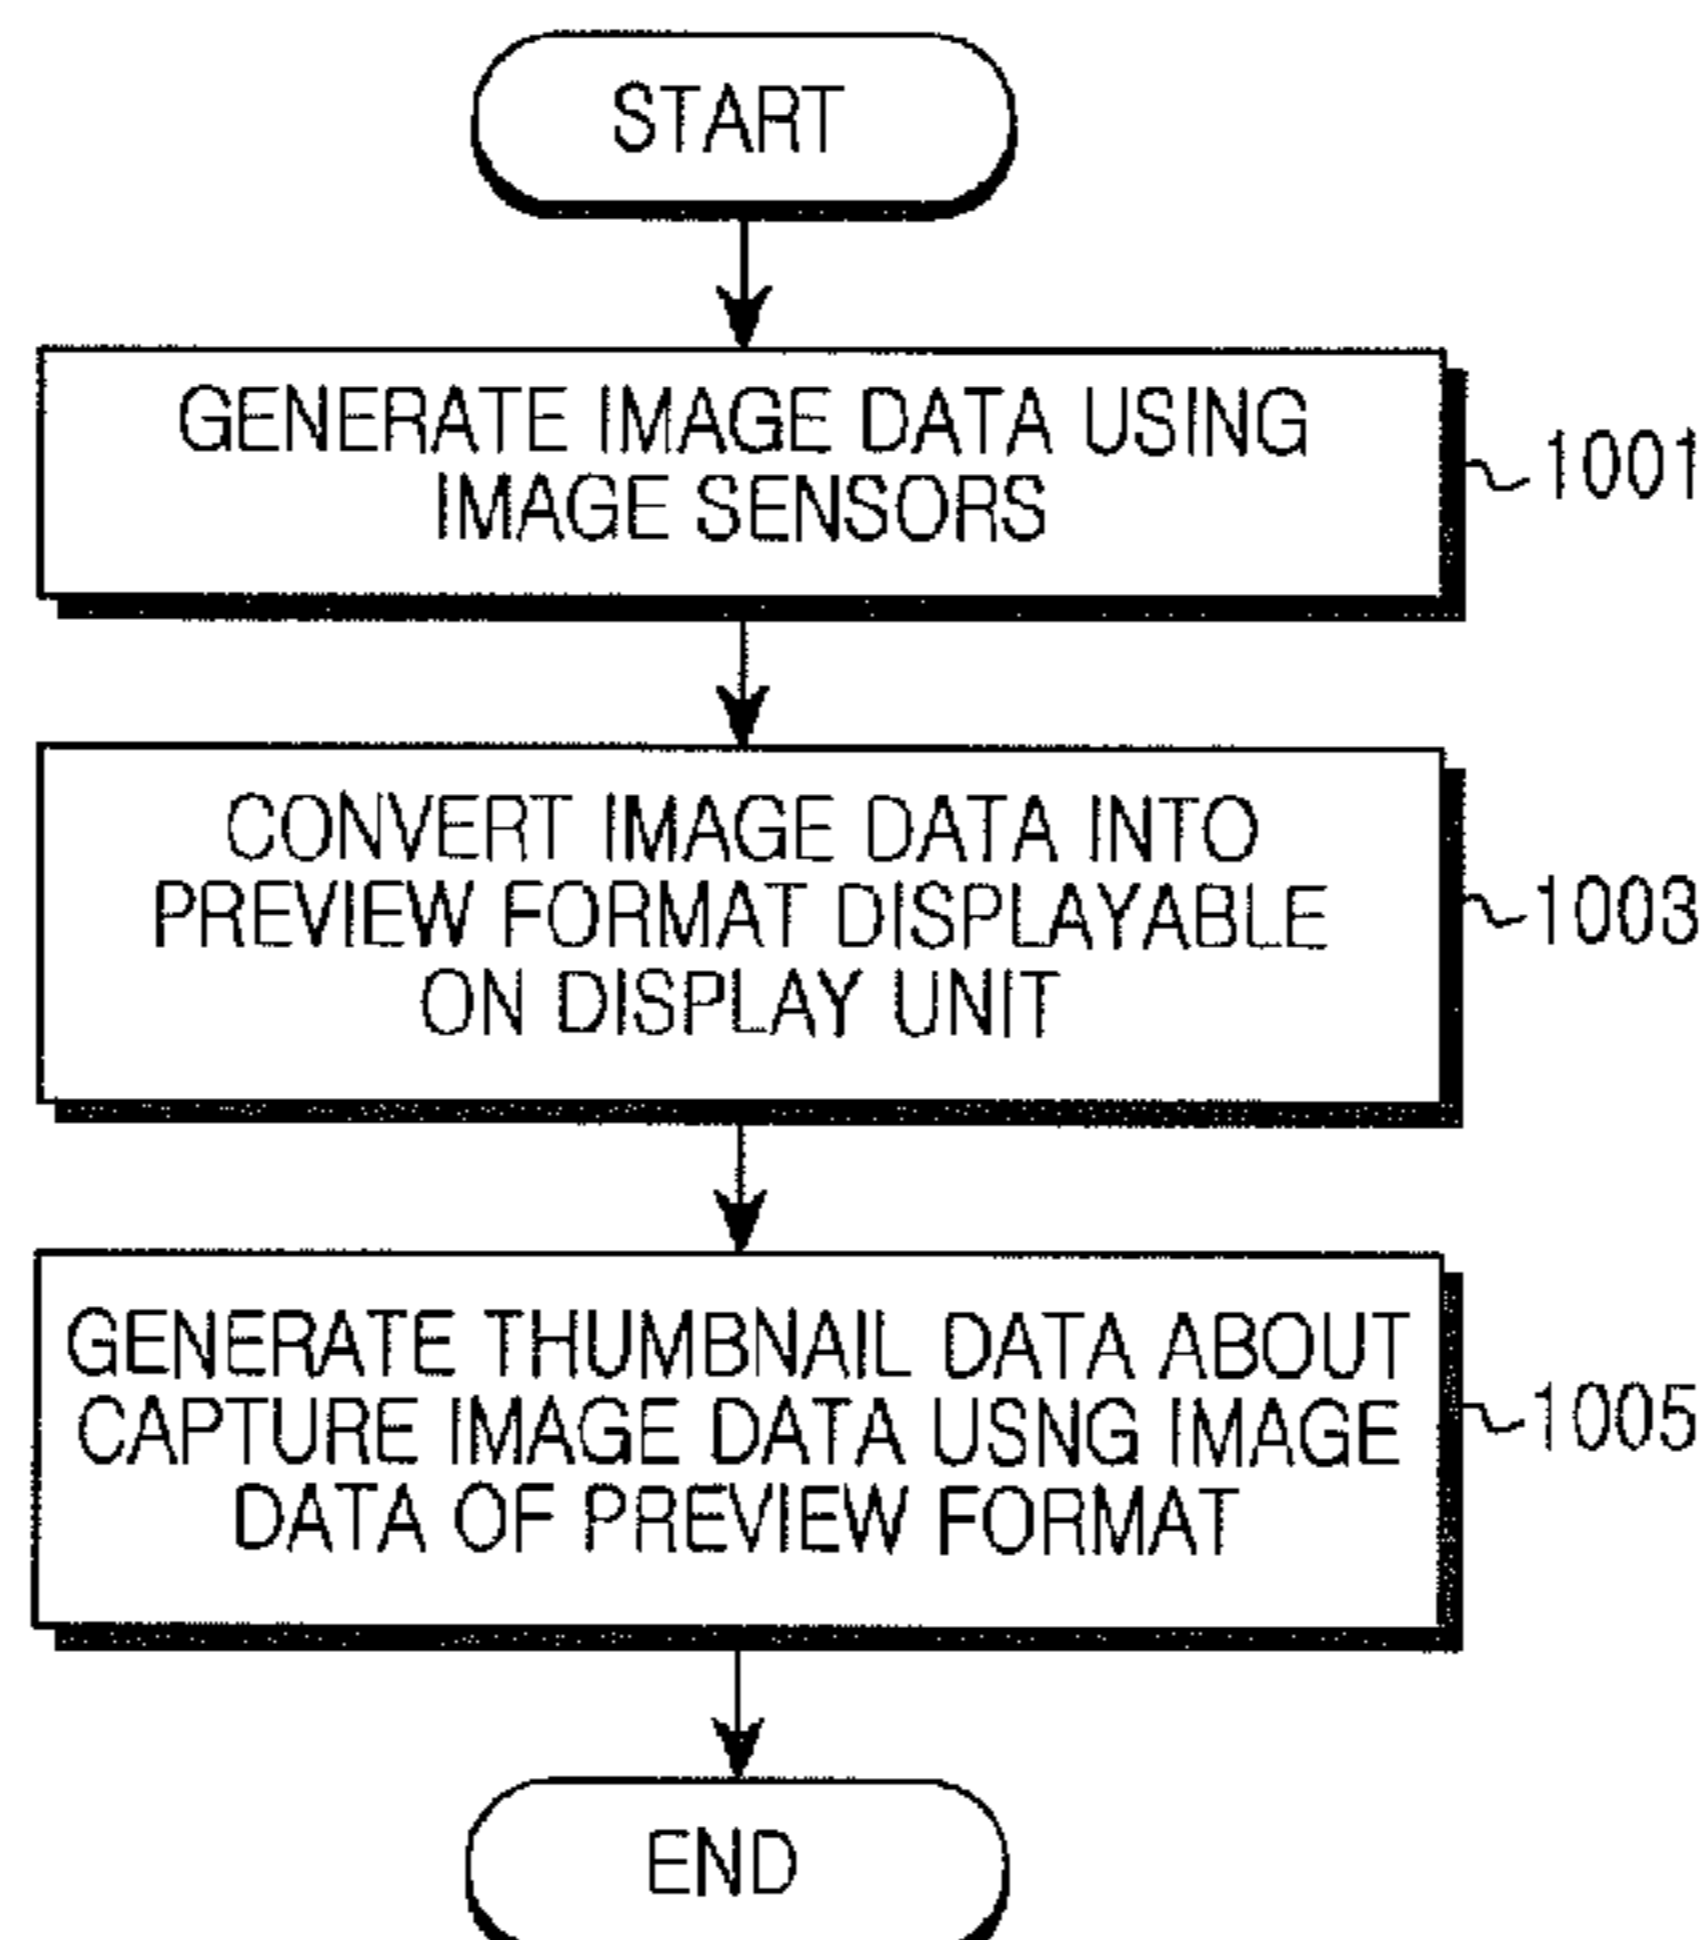 START
GENERATE IMAGE DATA USING
IMAGE SENSORS
1001
CONVERT IMAGE DATA INTO
PREVIEW FORMAT DISPLAYABLE
ON DISPLAY UNIT
1003
GENERATE THUMBNAIL DATA ABOUT
CAPTURE IMAGE DATA USNG IMAGE
DATA OF PREVIEW FORMAT
1005
END